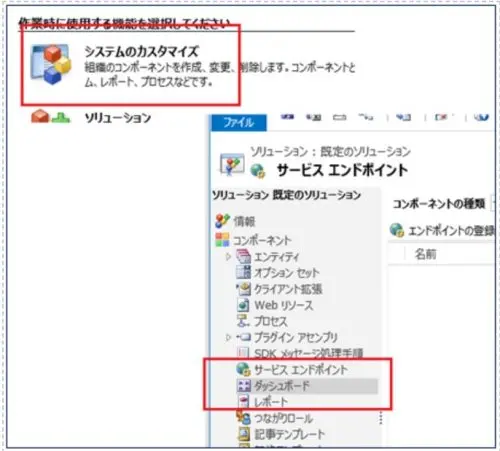 作業時に使用する機能を選択してください
システムのカスタマイズ
組織のコンポーネントを作成、変更、削除します。コンポーネントと
ム、レポート、プロセスなどです。
ソリューション
ファイル
ソリューション : 既定のソリューション
サービス エンドポイント
ソリューション 既定のソリューション
コンポーネントの種類
情報
エンドポイントの登録
コンポーネント
名前
エンティティ
オプション セット
クライアント拡張
Web リソース
プロセス
プラグイン アセンブリ
SDK メッセージ処理手順
サービス エンドポイント
ダッシュボード
レポート
つながりロール
記事テンプレート